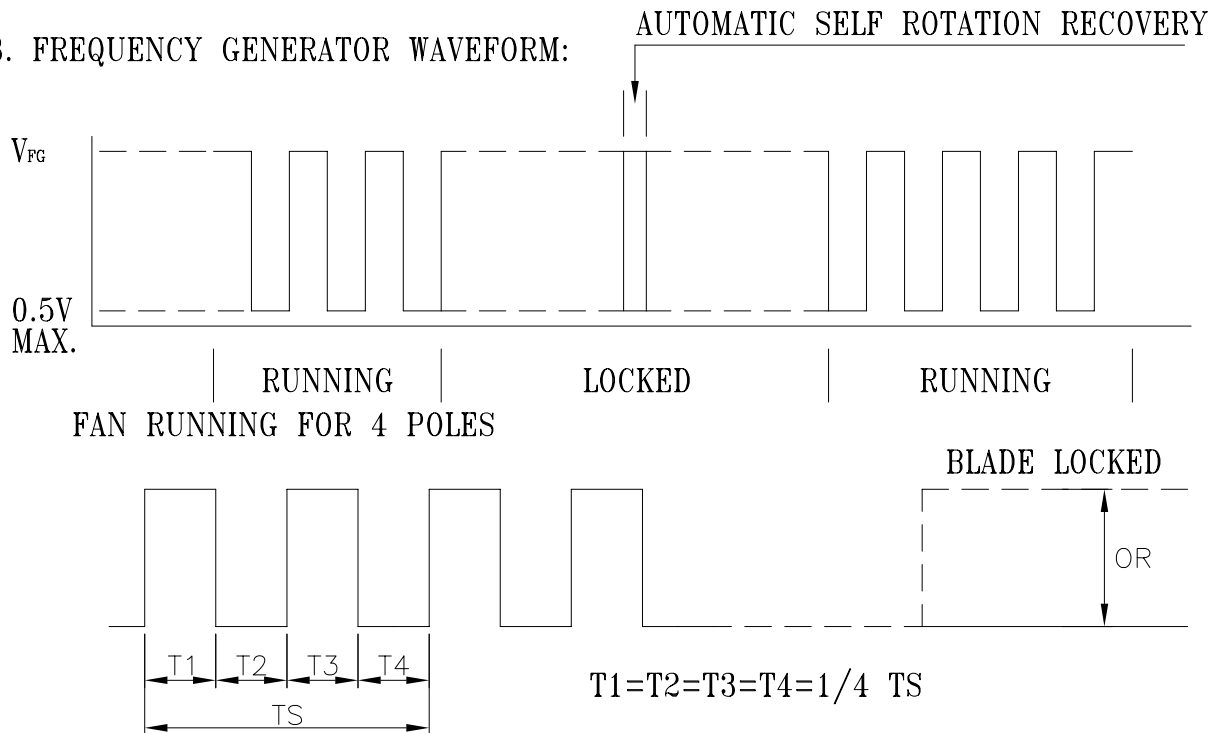 AUTOMATIC SELF ROTATION RECOVERY
. FREQUENCY GENERATOR WAVEFORM:
VFG
0.5V
MAX.
RUNNING LOCKED RUNNING
FAN RUNNING FOR 4 POLES
BLADE LOCKED
OR
T1 T2 T3 T4
T1=T2=T3=T4=1/4 TS
TS